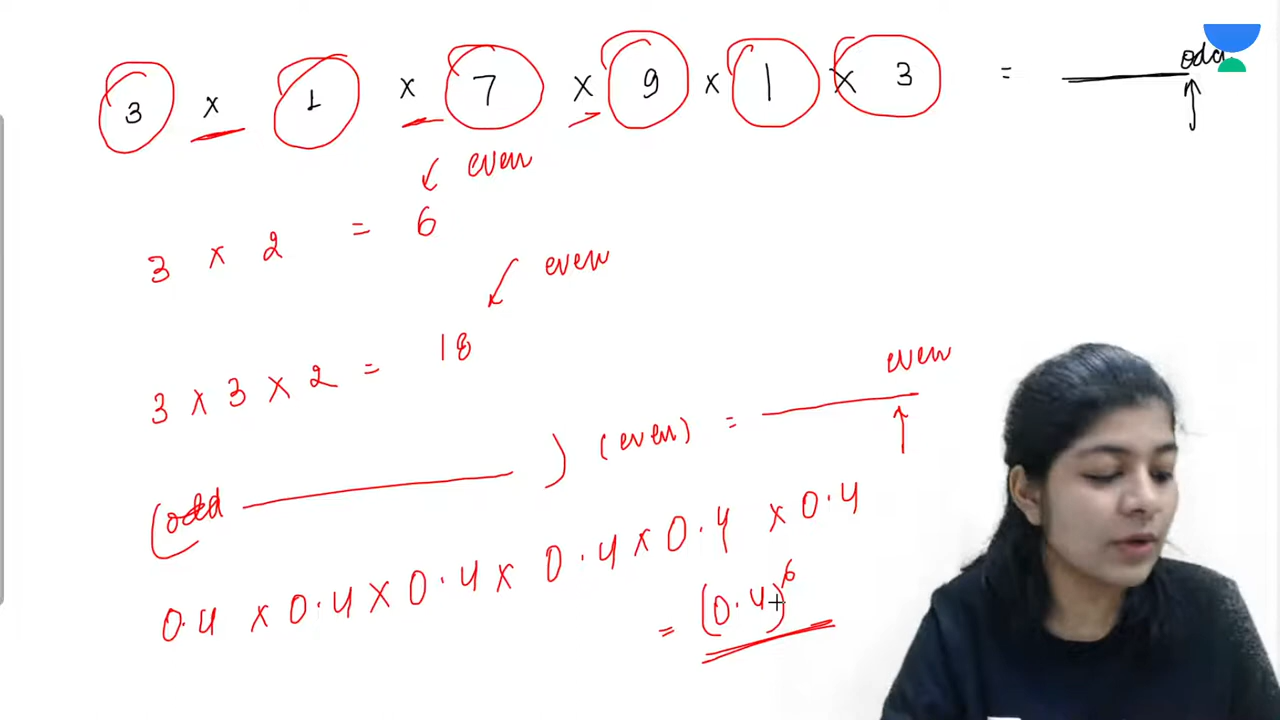 3 x 1 x 7 x 9 x 1 x 3 = odd
even
3 x 2 = 6
even
3 x 3 x 2 = 18
even
(odd ) (even) =
0.4 x 0.4 x 0.4 x 0.4 x 0.4 x 0.4
= (0.4)^6